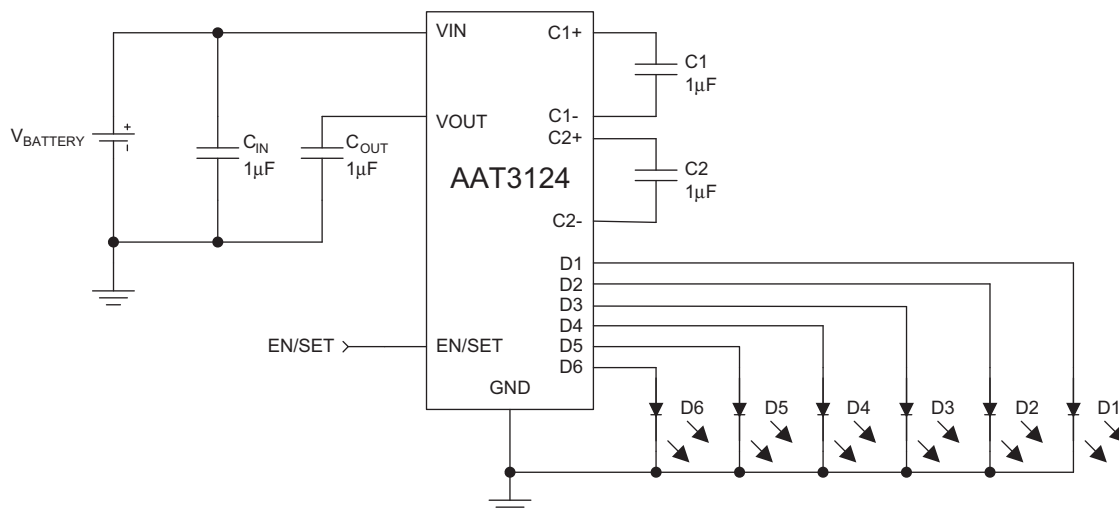 VIN
C1+
C1
1μF
C1-
VOUT
C2+
+
VBATTERY
-
CIN
1μF
COUT
1μF
AAT3124
C2
1μF
C2-
D1
D2
D3
D4
EN/SET
EN/SET
D5
D6
GND
D6
D5
D4
D3
D2
D1